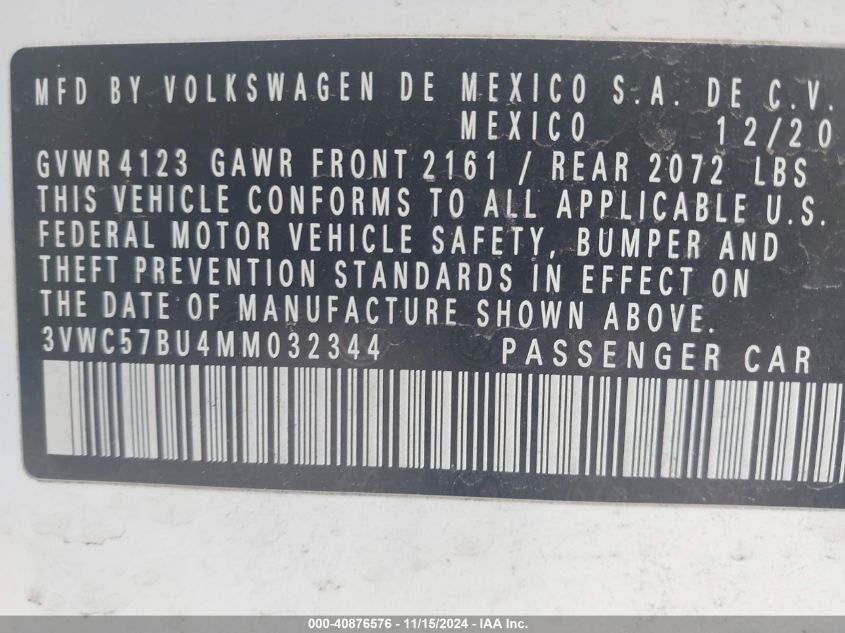 MFD BY VOLKSWAGEN DE MEXICO S.A. DE C.V.
MEXICO 12/20
GVWR 4123 GAWR FRONT 2161 / REAR 2072 LBS
THIS VEHICLE CONFORMS TO ALL APPLICABLE U.S.
FEDERAL MOTOR VEHICLE SAFETY, BUMPER AND
THEFT PREVENTION STANDARDS IN EFFECT ON
THE DATE OF MANUFACTURE SHOWN ABOVE.
3VWC57BU4MM032344 PASSENGER CAR
000-40876576 - 11/15/2024 - IAA Inc.